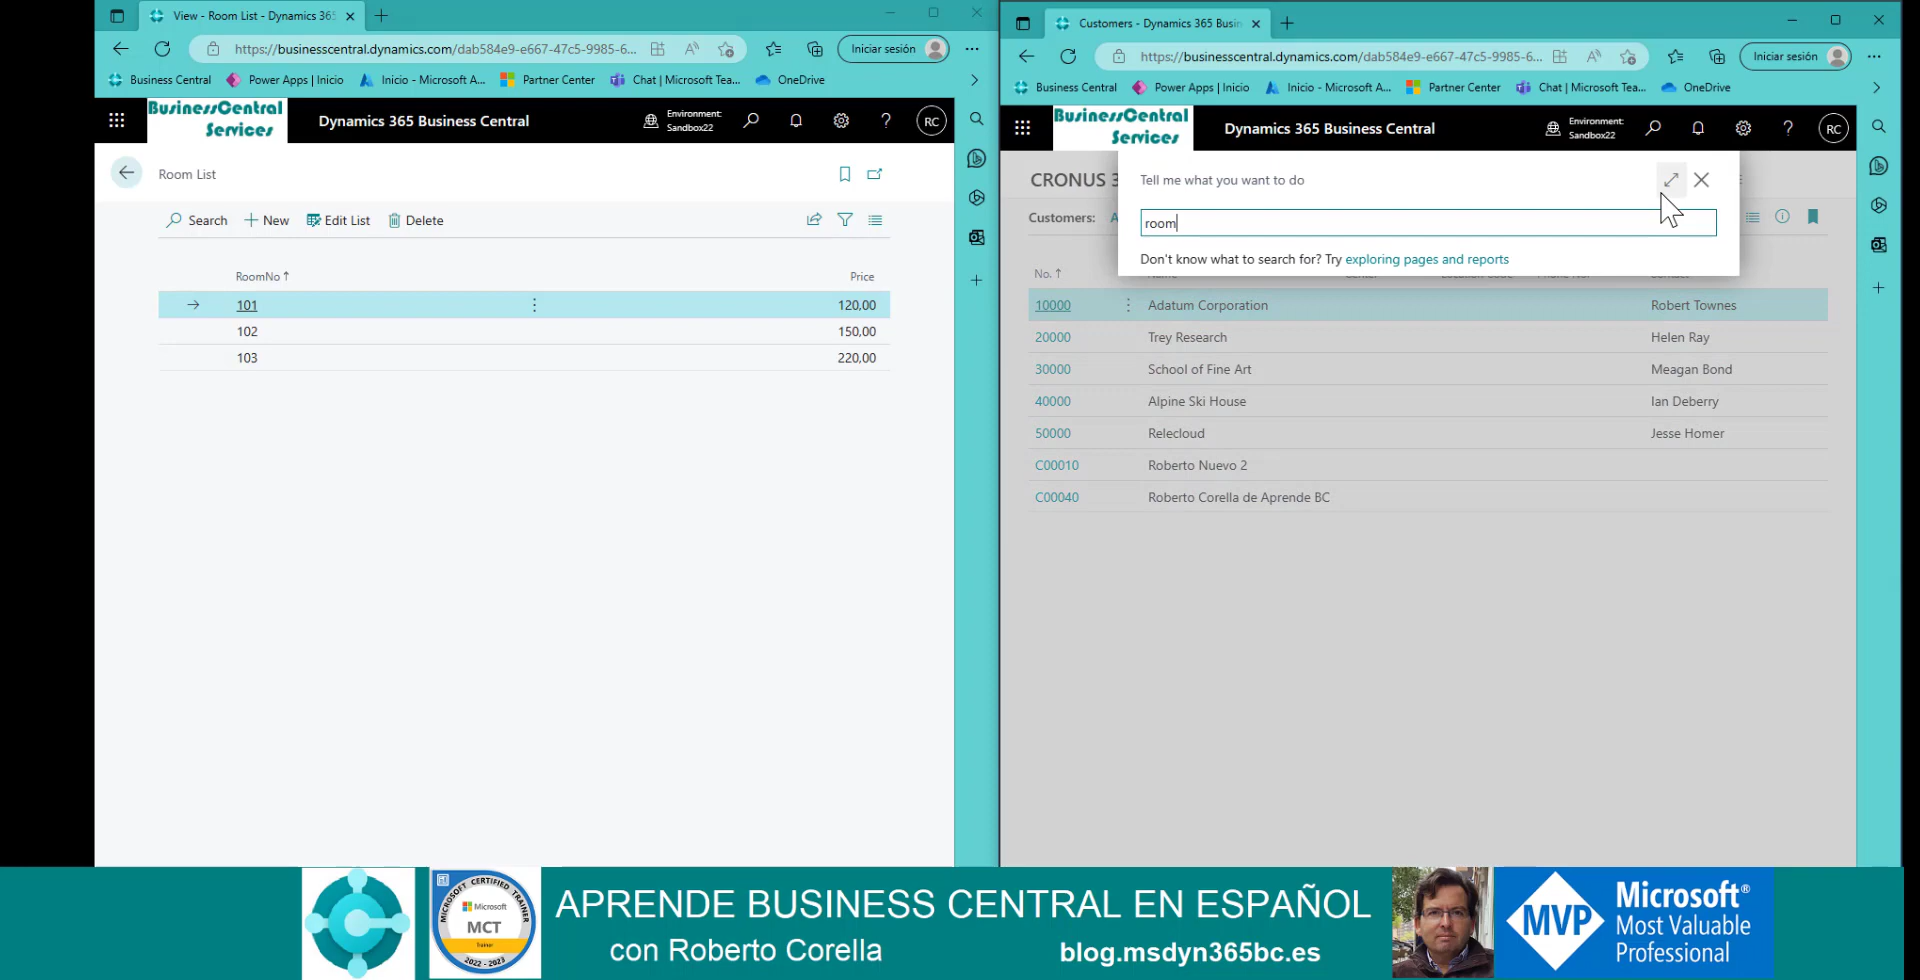 View - Room List - Dynamics 365
https://businesscentral.dynamics.com/dab584e9-e667-47c5-9985-6...
Iniciar sesión
Business Central
Power Apps | Inicio
Inicio - Microsoft A...
Partner Center
Chat | Microsoft Tea...
OneDrive
BusinessCentral
Services
Dynamics 365 Business Central
Environment:
Sandbox22
?
RC
Room List
Search
New
Edit List
Delete
RoomNo ↑
Price
101
120,00
102
150,00
103
220,00
Customers - Dynamics 365 Busin
https://businesscentral.dynamics.com/dab584e9-e667-47c5-9985-6...
Iniciar sesión
Business Central
Power Apps | Inicio
Inicio - Microsoft A...
Partner Center
Chat | Microsoft Tea...
OneDrive
BusinessCentral
Services
Dynamics 365 Business Central
Environment:
Sandbox22
?
RC
CRONUS
Tell me what you want to do
Customers:
room
Don't know what to search for? Try exploring pages and reports
No. ↑
10000 Adatum Corporation Robert Townes
20000 Trey Research Helen Ray
30000 School of Fine Art Meagan Bond
40000 Alpine Ski House Ian Deberry
50000 Relecloud Jesse Homer
C00010 Roberto Nuevo 2
C00040 Roberto Corella de Aprende BC
MICROSOFT CERTIFIED TRAINER
Microsoft
MCT
Trainer
2022 - 2023
APRENDE BUSINESS CENTRAL EN ESPAÑOL
con Roberto Corella
blog.msdyn365bc.es
MVP
Microsoft®
Most Valuable
Professional